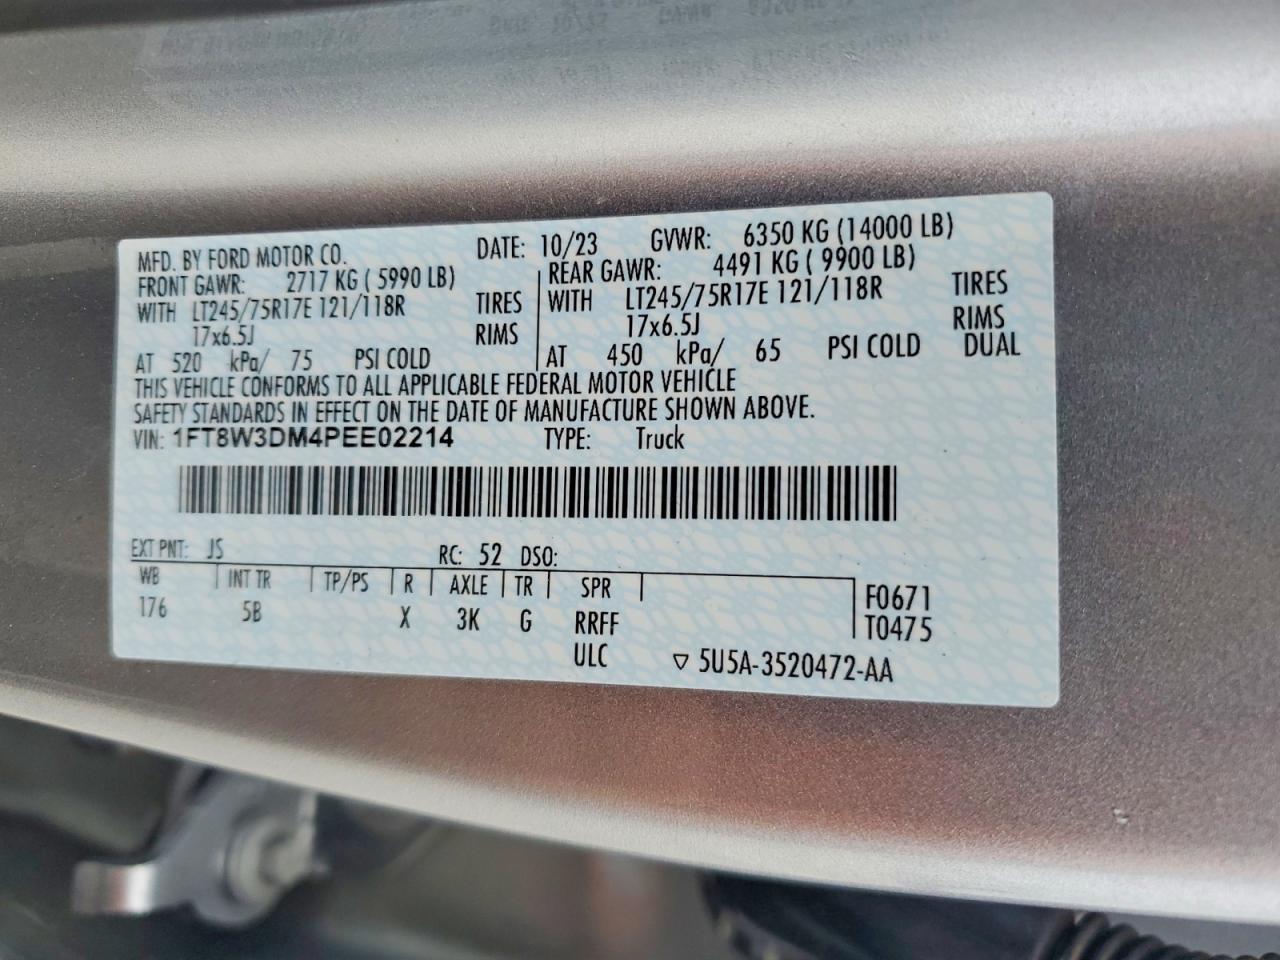 MFD. BY FORD MOTOR CO. DATE: 10/23 GVWR: 6350 KG (14000 LB)
FRONT GAWR: 2717 KG ( 5990 LB) REAR GAWR: 4491 KG ( 9900 LB)
WITH LT245/75R17E 121/118R TIRES WITH LT245/75R17E 121/118R TIRES
17x6.5J RIMS 17x6.5J RIMS
AT 520 kPa/ 75 PSI COLD AT 450 kPa/ 65 PSI COLD DUAL
THIS VEHICLE CONFORMS TO ALL APPLICABLE FEDERAL MOTOR VEHICLE
SAFETY STANDARDS IN EFFECT ON THE DATE OF MANUFACTURE SHOWN ABOVE.
VIN: 1FT8W3DM4PEE02214 TYPE: Truck
EXT PNT: JS RC: 52 DSO:
WB INT TR TP/PS R AXLE TR SPR F0671
176 5B X 3K G RRFF T0475
ULC ▽ 5U5A-3520472-AA